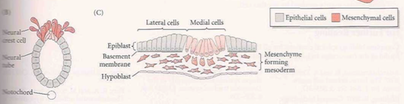 (B)
Neural
crest cell
Neural
tube
Notochord
(C)
Lateral cells
Medial cells
Epiblast
Basement
membrane
Hypoblast
Mesenchyme
forming
mesoderm
Epithelial cells
Mesenchymal cells